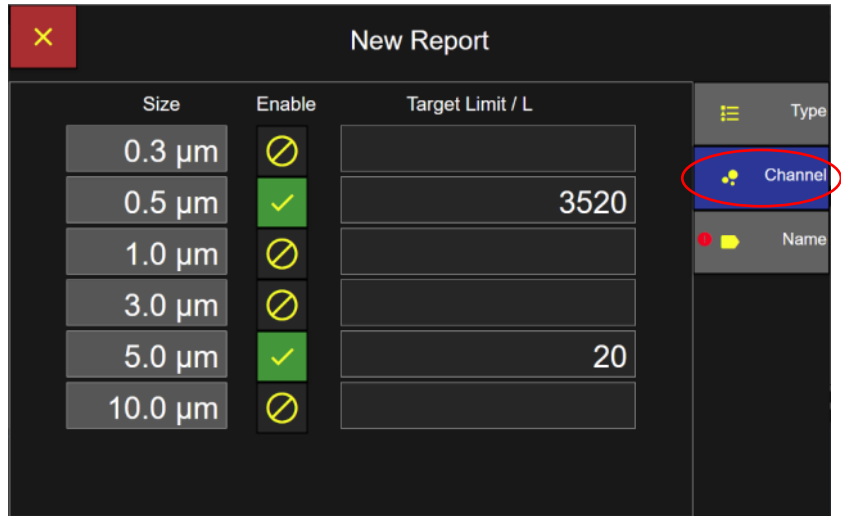 New Report
Size Enable Target Limit / L
0.3 µm
0.5 µm 3520
1.0 µm
3.0 µm
5.0 µm 20
10.0 µm
Type
Channel
Name